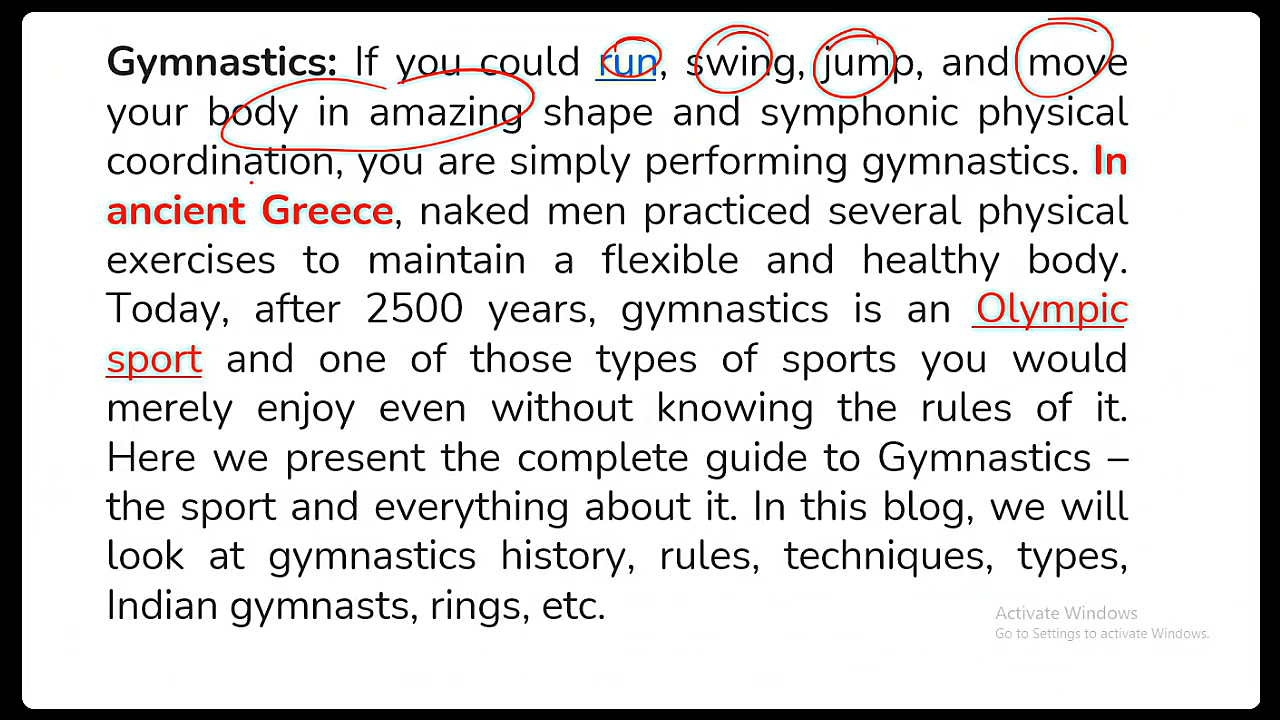 Gymnastics: If you could run, swing, jump, and move
your body in amazing shape and symphonic physical
coordination, you are simply performing gymnastics. In
ancient Greece, naked men practiced several physical
exercises to maintain a flexible and healthy body.
Today, after 2500 years, gymnastics is an Olympic
sport and one of those types of sports you would
merely enjoy even without knowing the rules of it.
Here we present the complete guide to Gymnastics –
the sport and everything about it. In this blog, we will
look at gymnastics history, rules, techniques, types,
Indian gymnasts, rings, etc.
Activate Windows
Go to Settings to activate Windows.